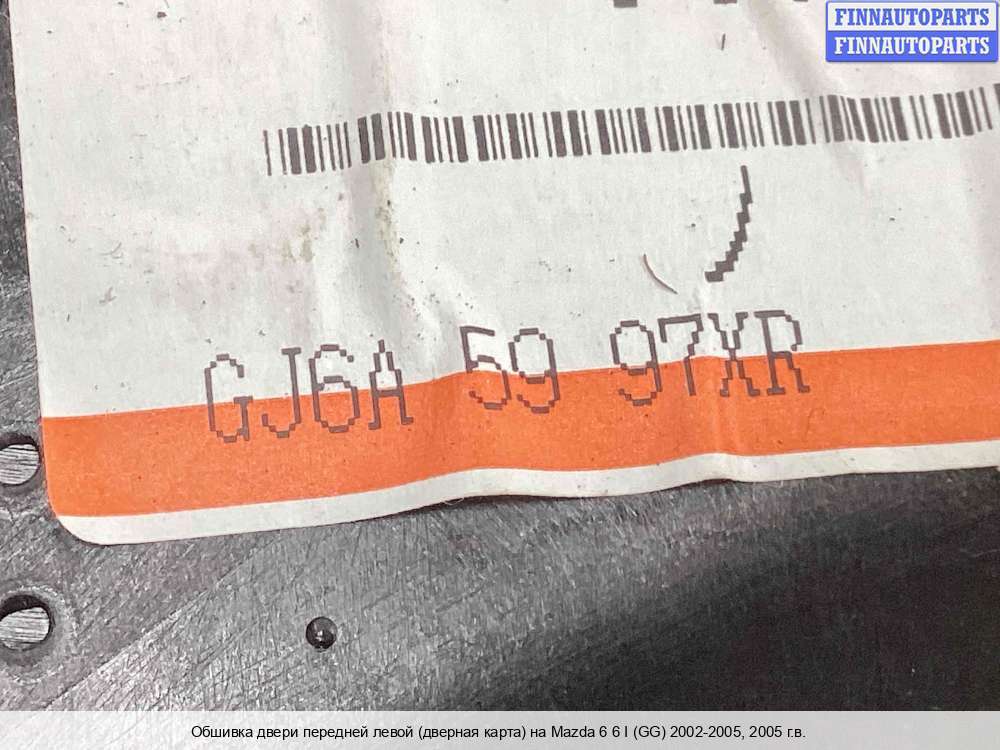 FINNAUTOPARTS
FINNAUTOPARTS
GJ6A 59 97XR
Обшивка двери передней левой (дверная карта) на Mazda 6 6 I (GG) 2002-2005, 2005 г.в.